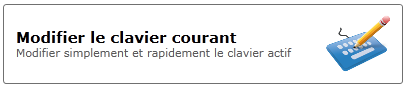 Modifier le clavier courant
Modifier simplement et rapidement le clavier actif